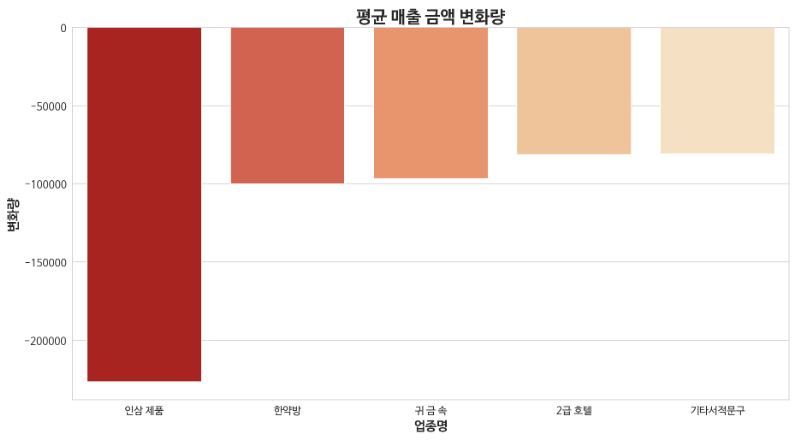 평균 매출 금액 변화량
0
-50000
-100000
-150000
-200000
변화량
인삼 제품
한약방
귀 금 속
2급 호텔
기타서적문구
업종명